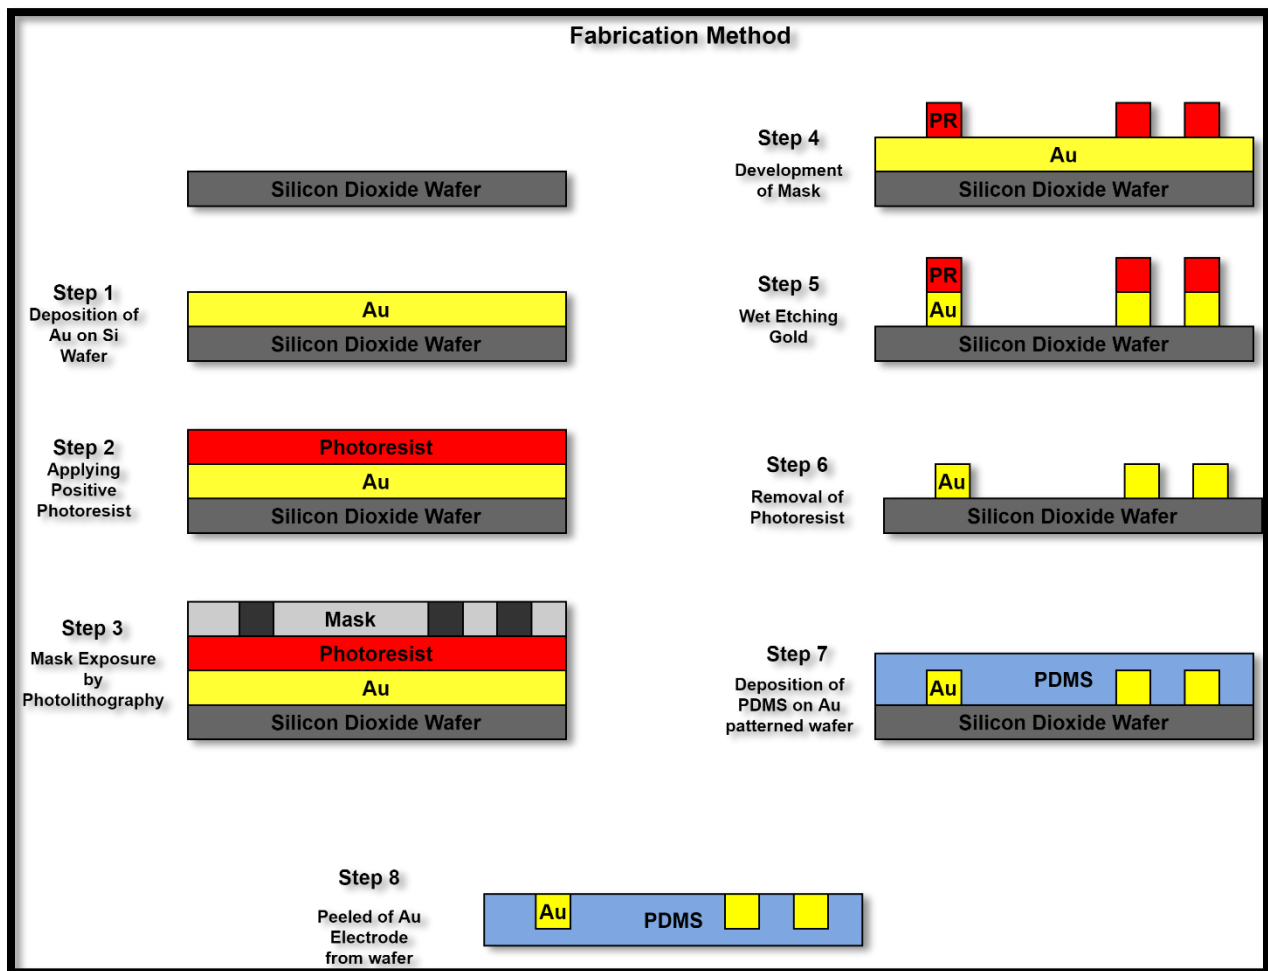 Fabrication Method
Silicon Dioxide Wafer
Step 1
Deposition of
Au on Si
Wafer
Au
Silicon Dioxide Wafer
Step 2
Applying
Positive
Photoresist
Photoresist
Au
Silicon Dioxide Wafer
Step 3
Mask Exposure
by
Photolithography
Mask
Photoresist
Au
Silicon Dioxide Wafer
Step 4
Development
of Mask
PR
Au
Silicon Dioxide Wafer
Step 5
Wet Etching
Gold
PR
Au
Silicon Dioxide Wafer
Step 6
Removal of
Photoresist
Au
Silicon Dioxide Wafer
Step 7
Deposition of
PDMS on Au
patterned wafer
Au
PDMS
Silicon Dioxide Wafer
Step 8
Peeled of Au
Electrode
from wafer
Au
PDMS